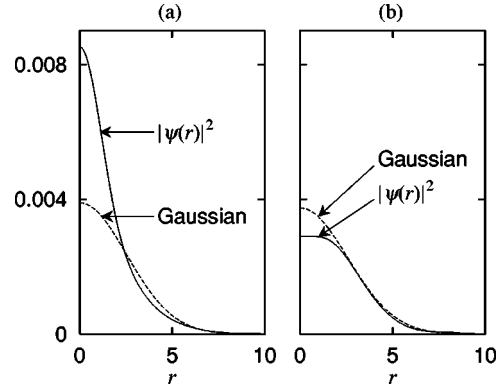 (a) (b)
0.008
|ψ(r)|²
Gaussian
|ψ(r)|²
0.004
Gaussian
0
0 5 10 0 5 10
r r